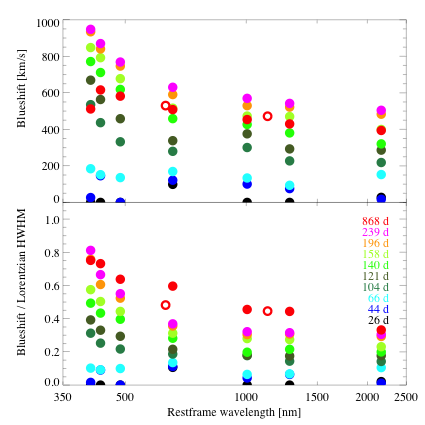 1000
800
600
400
200
0
Blueshift [km/s]
1.0
0.8
0.6
0.4
0.2
0.0
Blueshift / Lorentzian HWHM
868 d
239 d
196 d
158 d
140 d
121 d
104 d
66 d
44 d
26 d
350 500 1000 1500 2000 2500
Restframe wavelength [nm]